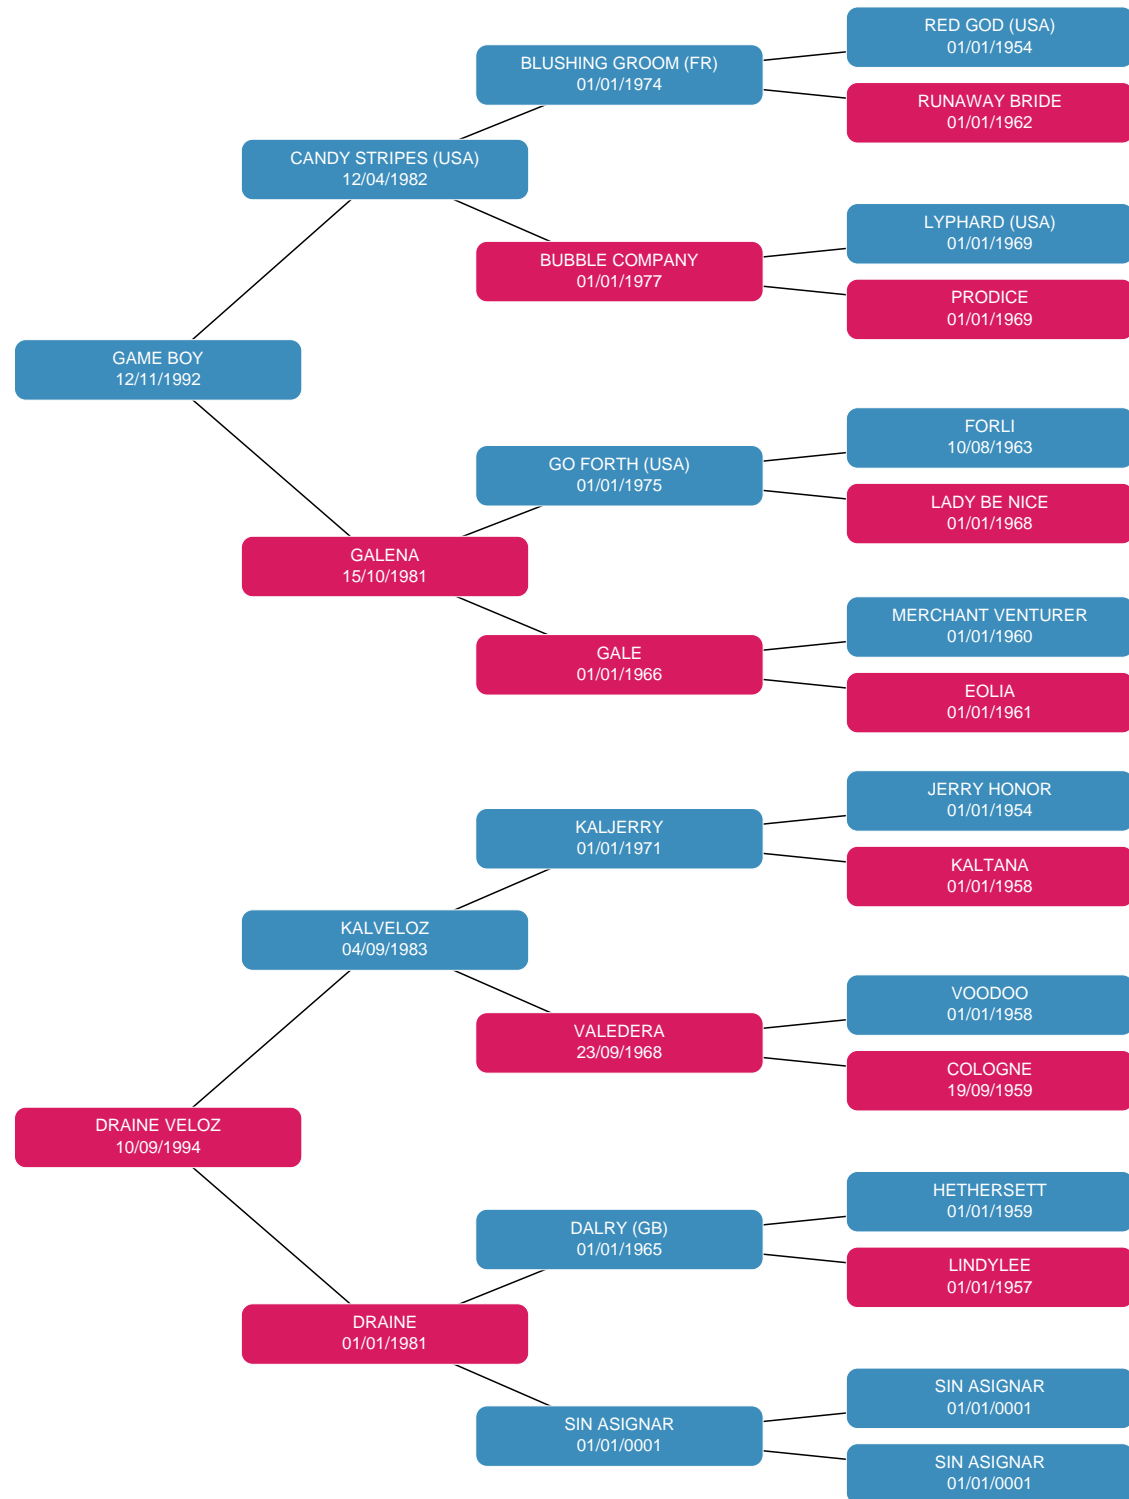 RED GOD (USA)
01/01/1954
BLUSHING GROOM (FR)
01/01/1974
RUNAWAY BRIDE
01/01/1962
CANDY STRIPES (USA)
12/04/1982
LYPHARD (USA)
01/01/1969
BUBBLE COMPANY
01/01/1977
PRODICE
01/01/1969
GAME BOY
12/11/1992
FORLI
10/08/1963
GO FORTH (USA)
01/01/1975
LADY BE NICE
01/01/1968
GALENA
15/10/1981
MERCHANT VENTURER
01/01/1960
GALE
01/01/1966
EOLIA
01/01/1961
JERRY HONOR
01/01/1954
KALJERRY
01/01/1971
KALTANA
01/01/1958
KALVELOZ
04/09/1983
VOODOO
01/01/1958
VALEDERA
23/09/1968
COLOGNE
19/09/1959
DRAINE VELOZ
10/09/1994
HETHERSETT
01/01/1959
DALRY (GB)
01/01/1965
LINDYLEE
01/01/1957
DRAINE
01/01/1981
SIN ASIGNAR
01/01/0001
SIN ASIGNAR
01/01/0001
SIN ASIGNAR
01/01/0001